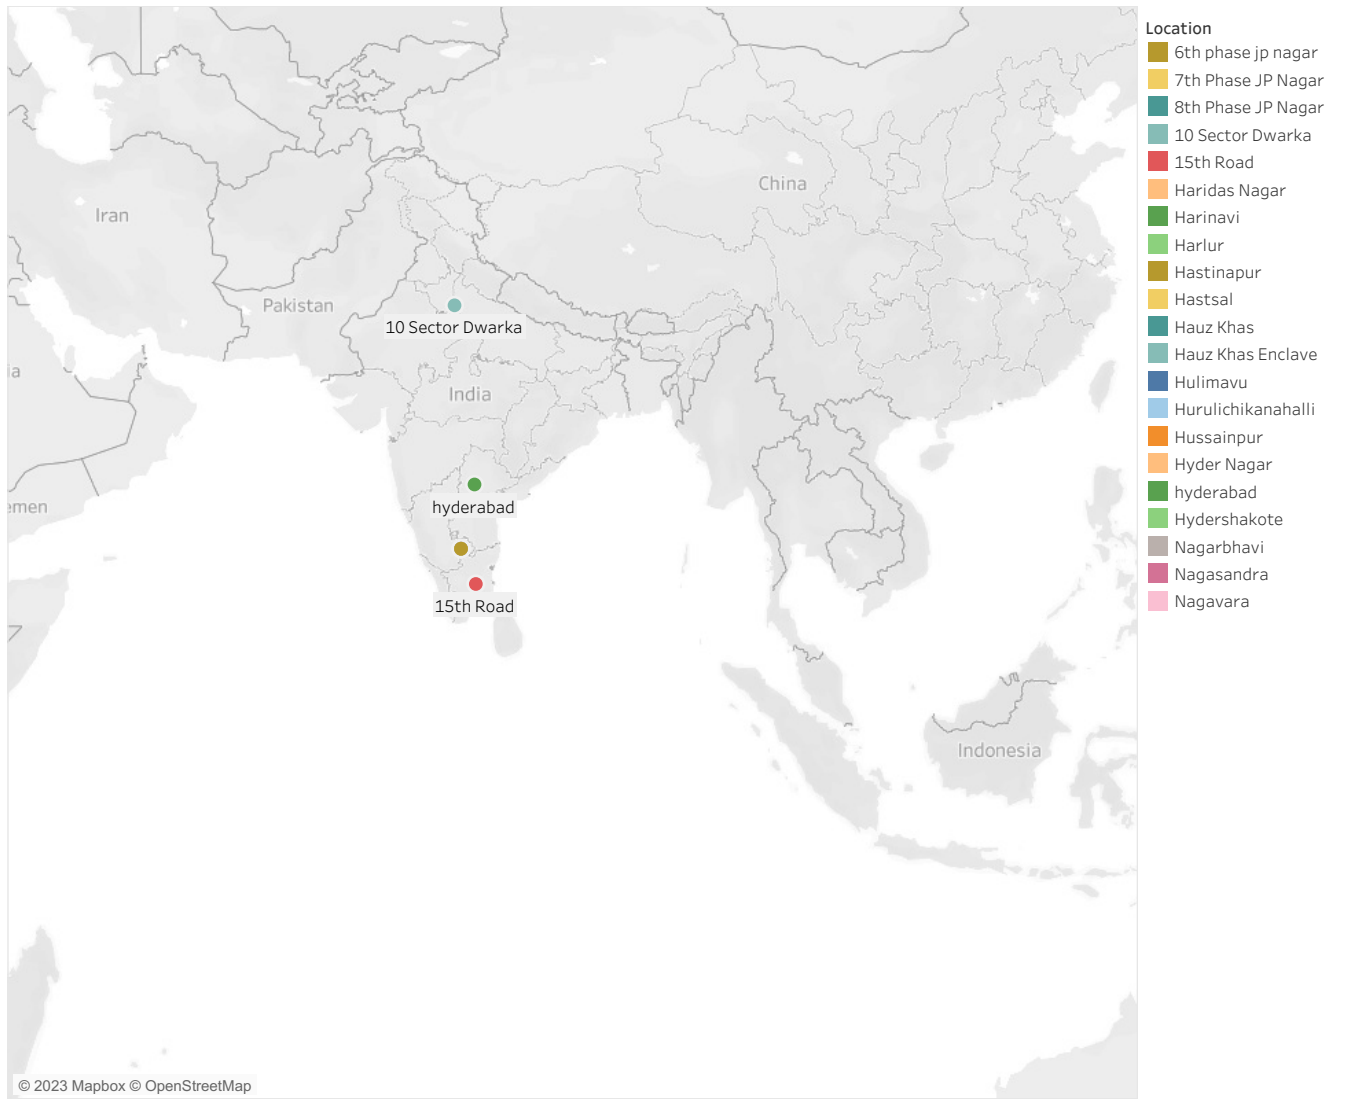 Location
6th phase jp nagar
7th Phase JP Nagar
8th Phase JP Nagar
10 Sector Dwarka
15th Road
Haridas Nagar
Harinavi
Harlur
Hastinapur
Hastsal
Hauz Khas
Hauz Khas Enclave
Hulimavu
Hurulichikanahalli
Hussainpur
Hyder Nagar
hyderabad
Hydershakote
Nagarbhavi
Nagasandra
Nagavara
China
Iran
Pakistan
10 Sector Dwarka
ia
India
emen
hyderabad
15th Road
Indonesia
© 2023 Mapbox © OpenStreetMap